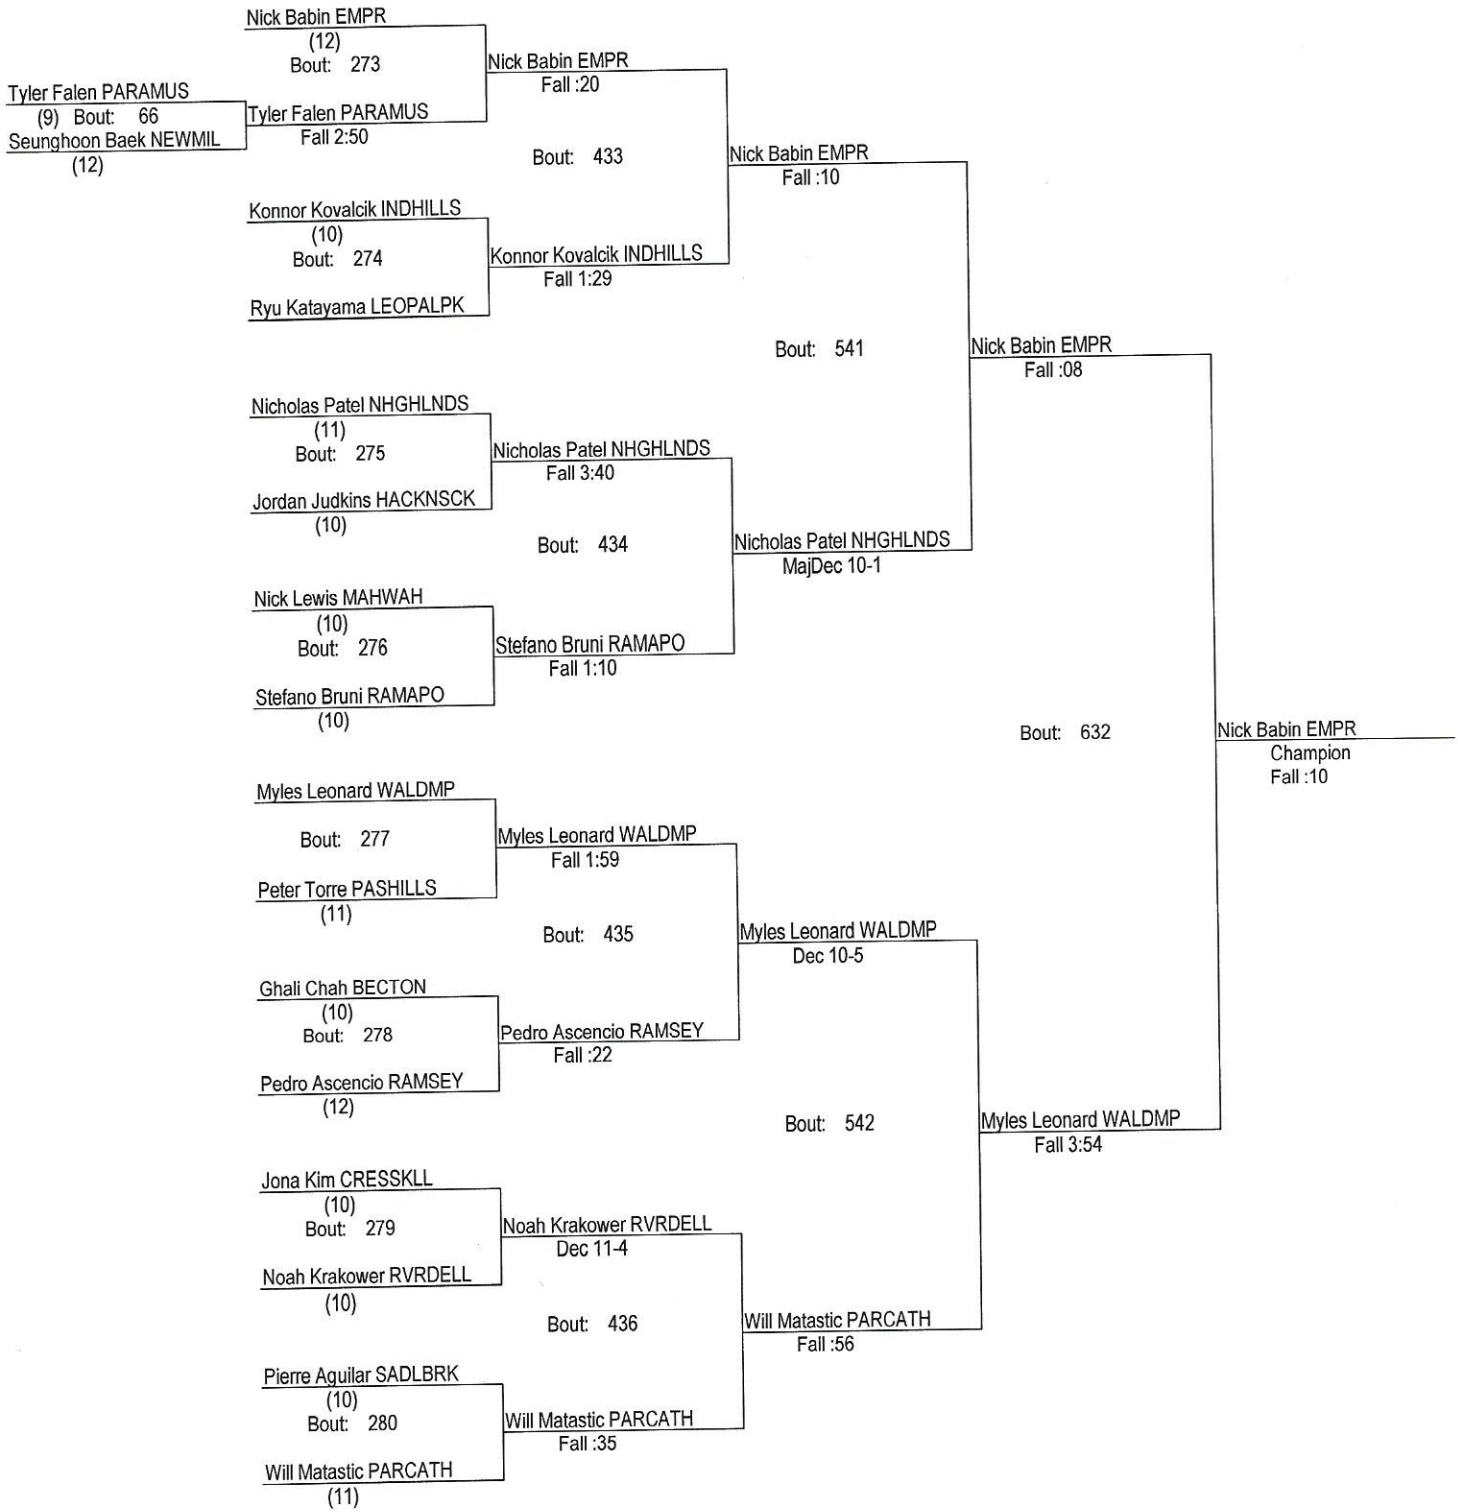 Nick Babin EMPR
(12)
Bout: 273
Nick Babin EMPR
Fall :20
Tyler Falen PARAMUS
(9) Bout: 66
Seunghoon Baek NEWMIL
(12)
Tyler Falen PARAMUS
Fall 2:50
Bout: 433
Nick Babin EMPR
Fall :10
Konnor Kovalcik INDHILLS
(10)
Bout: 274
Konnor Kovalcik INDHILLS
Fall 1:29
Ryu Katayama LEOPALPK
Bout: 541
Nick Babin EMPR
Fall :08
Nicholas Patel NHGHLNDS
(11)
Bout: 275
Nicholas Patel NHGHLNDS
Fall 3:40
Jordan Judkins HACKNSCK
(10)
Bout: 434
Nicholas Patel NHGHLNDS
MajDec 10-1
Nick Lewis MAHWAH
(10)
Bout: 276
Stefano Bruni RAMAPO
Fall 1:10
Stefano Bruni RAMAPO
(10)
Bout: 632
Nick Babin EMPR
Champion
Fall :10
Myles Leonard WALDMP
Bout: 277
Myles Leonard WALDMP
Fall 1:59
Peter Torre PASHILLS
(11)
Bout: 435
Myles Leonard WALDMP
Dec 10-5
Ghali Chah BECTON
(10)
Bout: 278
Pedro Ascencio RAMSEY
Fall :22
Pedro Ascencio RAMSEY
(12)
Bout: 542
Myles Leonard WALDMP
Fall 3:54
Jona Kim CRESSKLL
(10)
Bout: 279
Noah Krakower RVRDELL
Dec 11-4
Noah Krakower RVRDELL
(10)
Bout: 436
Will Matastic PARCATH
Fall :56
Pierre Aguilar SADLBRK
(10)
Bout: 280
Will Matastic PARCATH
Fall :35
Will Matastic PARCATH
(11)